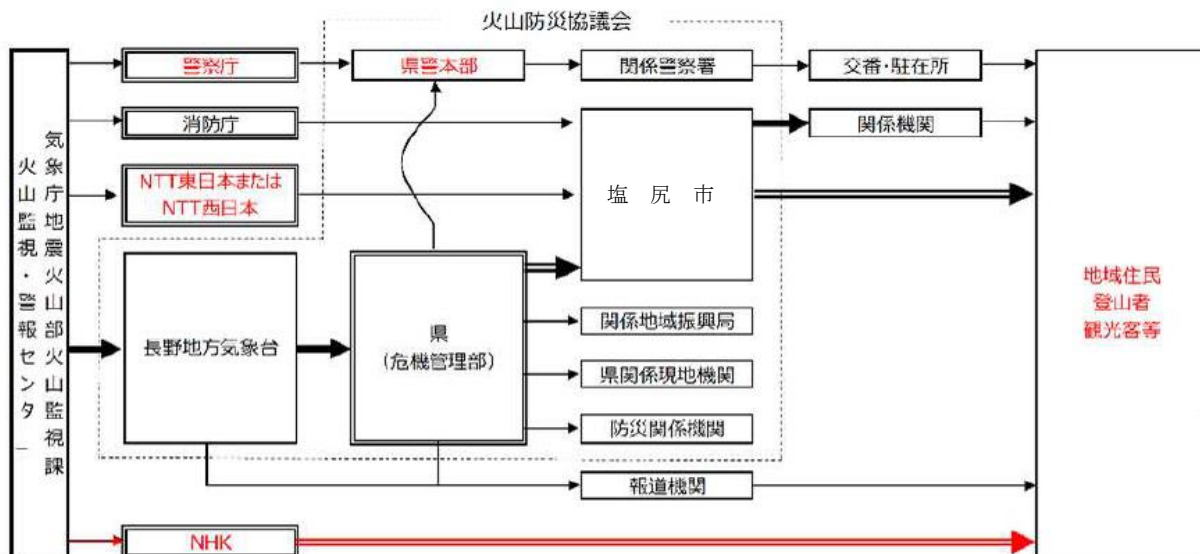 火山防災協議会
気象庁地震火山部火山監視課
火山監視・警報センター
警察庁
県警本部
関係警察署
交番・駐在所
消防庁
関係機関
NTT東日本または
NTT西日本
塩尻市
長野地方気象台
県
(危機管理部)
関係地域振興局
県関係現地機関
防災関係機関
報道機関
NHK
地域住民
登山者
観光客等